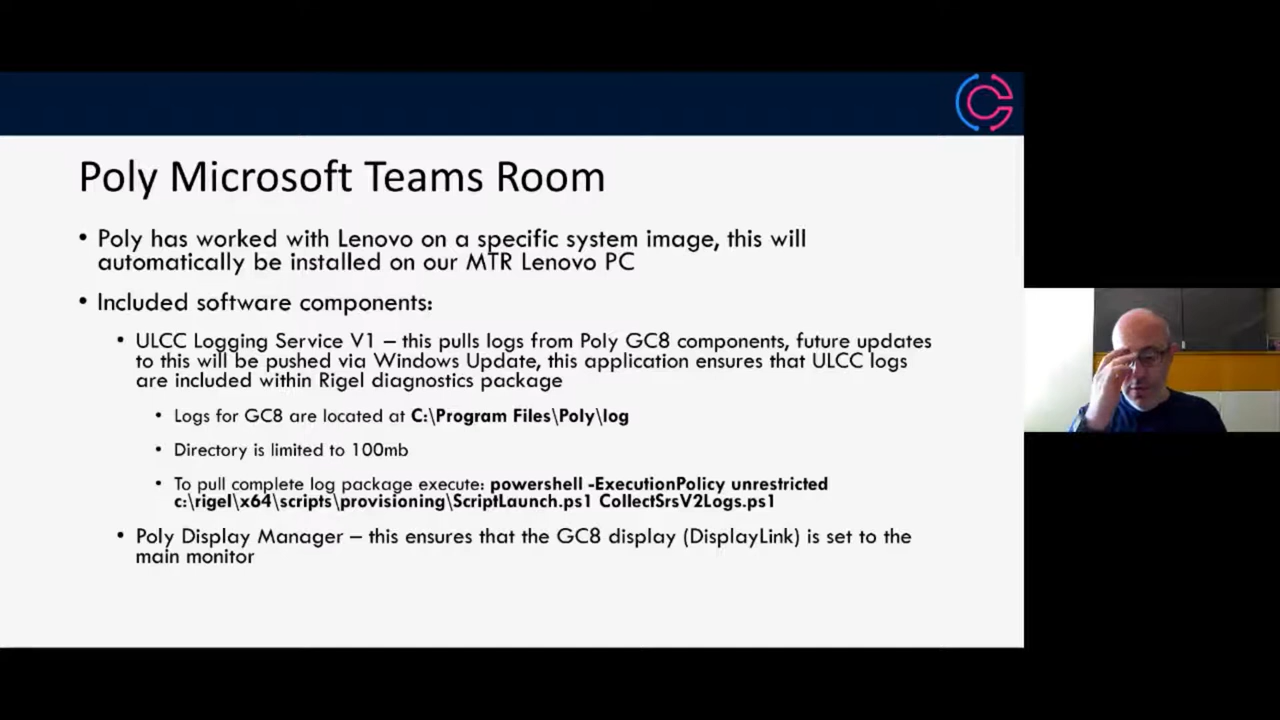 Poly Microsoft Teams Room
• Poly has worked with Lenovo on a specific system image, this will
automatically be installed on our MTR Lenovo PC
• Included software components:
• ULCC Logging Service V1 – this pulls logs from Poly GC8 components, future updates
to this will be pushed via Windows Update, this application ensures that ULCC logs
are included within Rigel diagnostics package
• Logs for GC8 are located at C:\Program Files\Poly\log
• Directory is limited to 100mb
• To pull complete log package execute: powershell -ExecutionPolicy unrestricted
c:\rigel\x64\scripts\provisioning\ScriptLaunch.ps1 CollectSrsV2Logs.ps1
• Poly Display Manager – this ensures that the GC8 display (DisplayLink) is set to the
main monitor